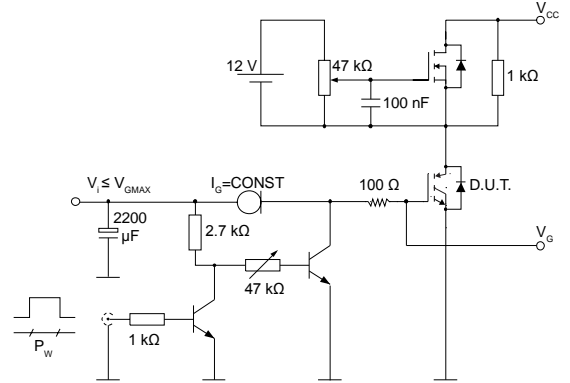 V_CC
12 V
47 kΩ
1 kΩ
100 nF
V_i ≤ V_GMAX
I_G=CONST
100 Ω
D.U.T.
2200
μF
2.7 kΩ
V_G
47 kΩ
1 kΩ
P_W